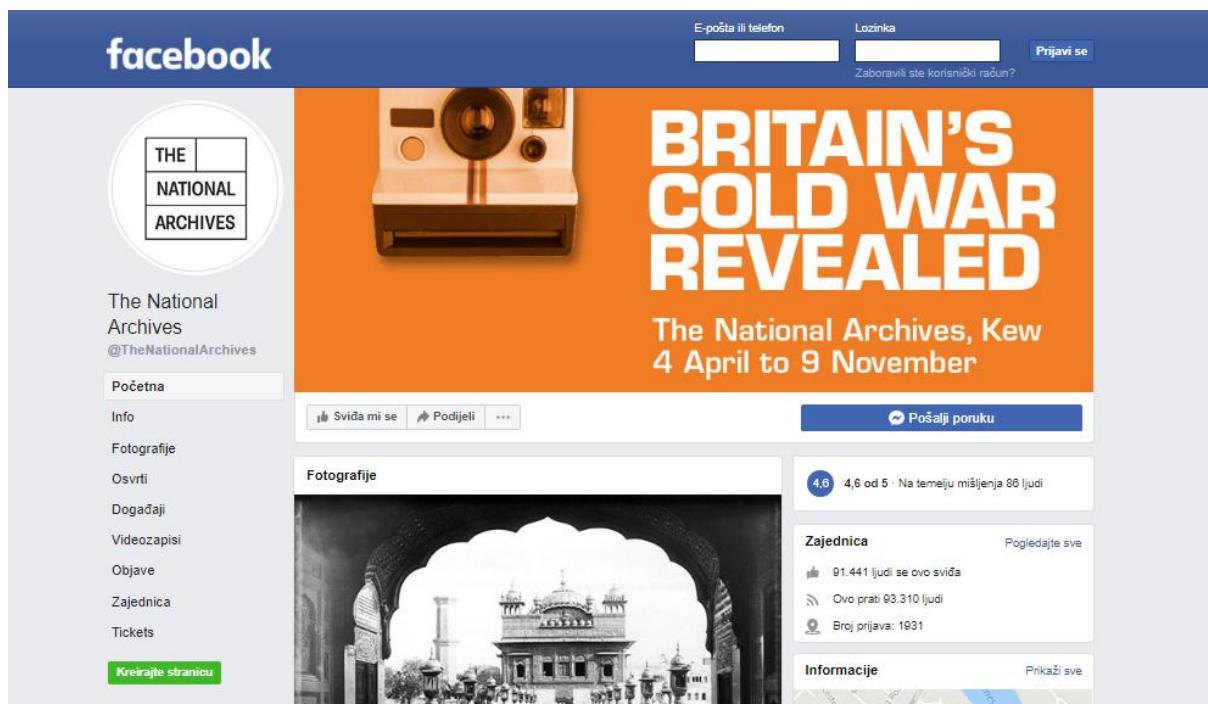 facebook
E-pošta ili telefon
Lozinka
Prijavi se
Zaboravili ste korisnički račun?
THE
NATIONAL
ARCHIVES
The National
Archives
@TheNationalArchives
Početna
Info
Fotografije
Osvrti
Događaji
Videozapisi
Objave
Zajednica
Tickets
Kreirajte stranicu
BRITAIN'S
COLD WAR
REVEALED
The National Archives, Kew
4 April to 9 November
Sviđa mi se
Podijeli
Pošalji poruku
Fotografije
4,6
4,6 od 5 · Na temelju mišljenja 86 ljudi
Zajednica
Pogledajte sve
91.441 ljudi se ovo sviđa
Ovo prati 93.310 ljudi
Broj prijava: 1931
Informacije
Prikaži sve